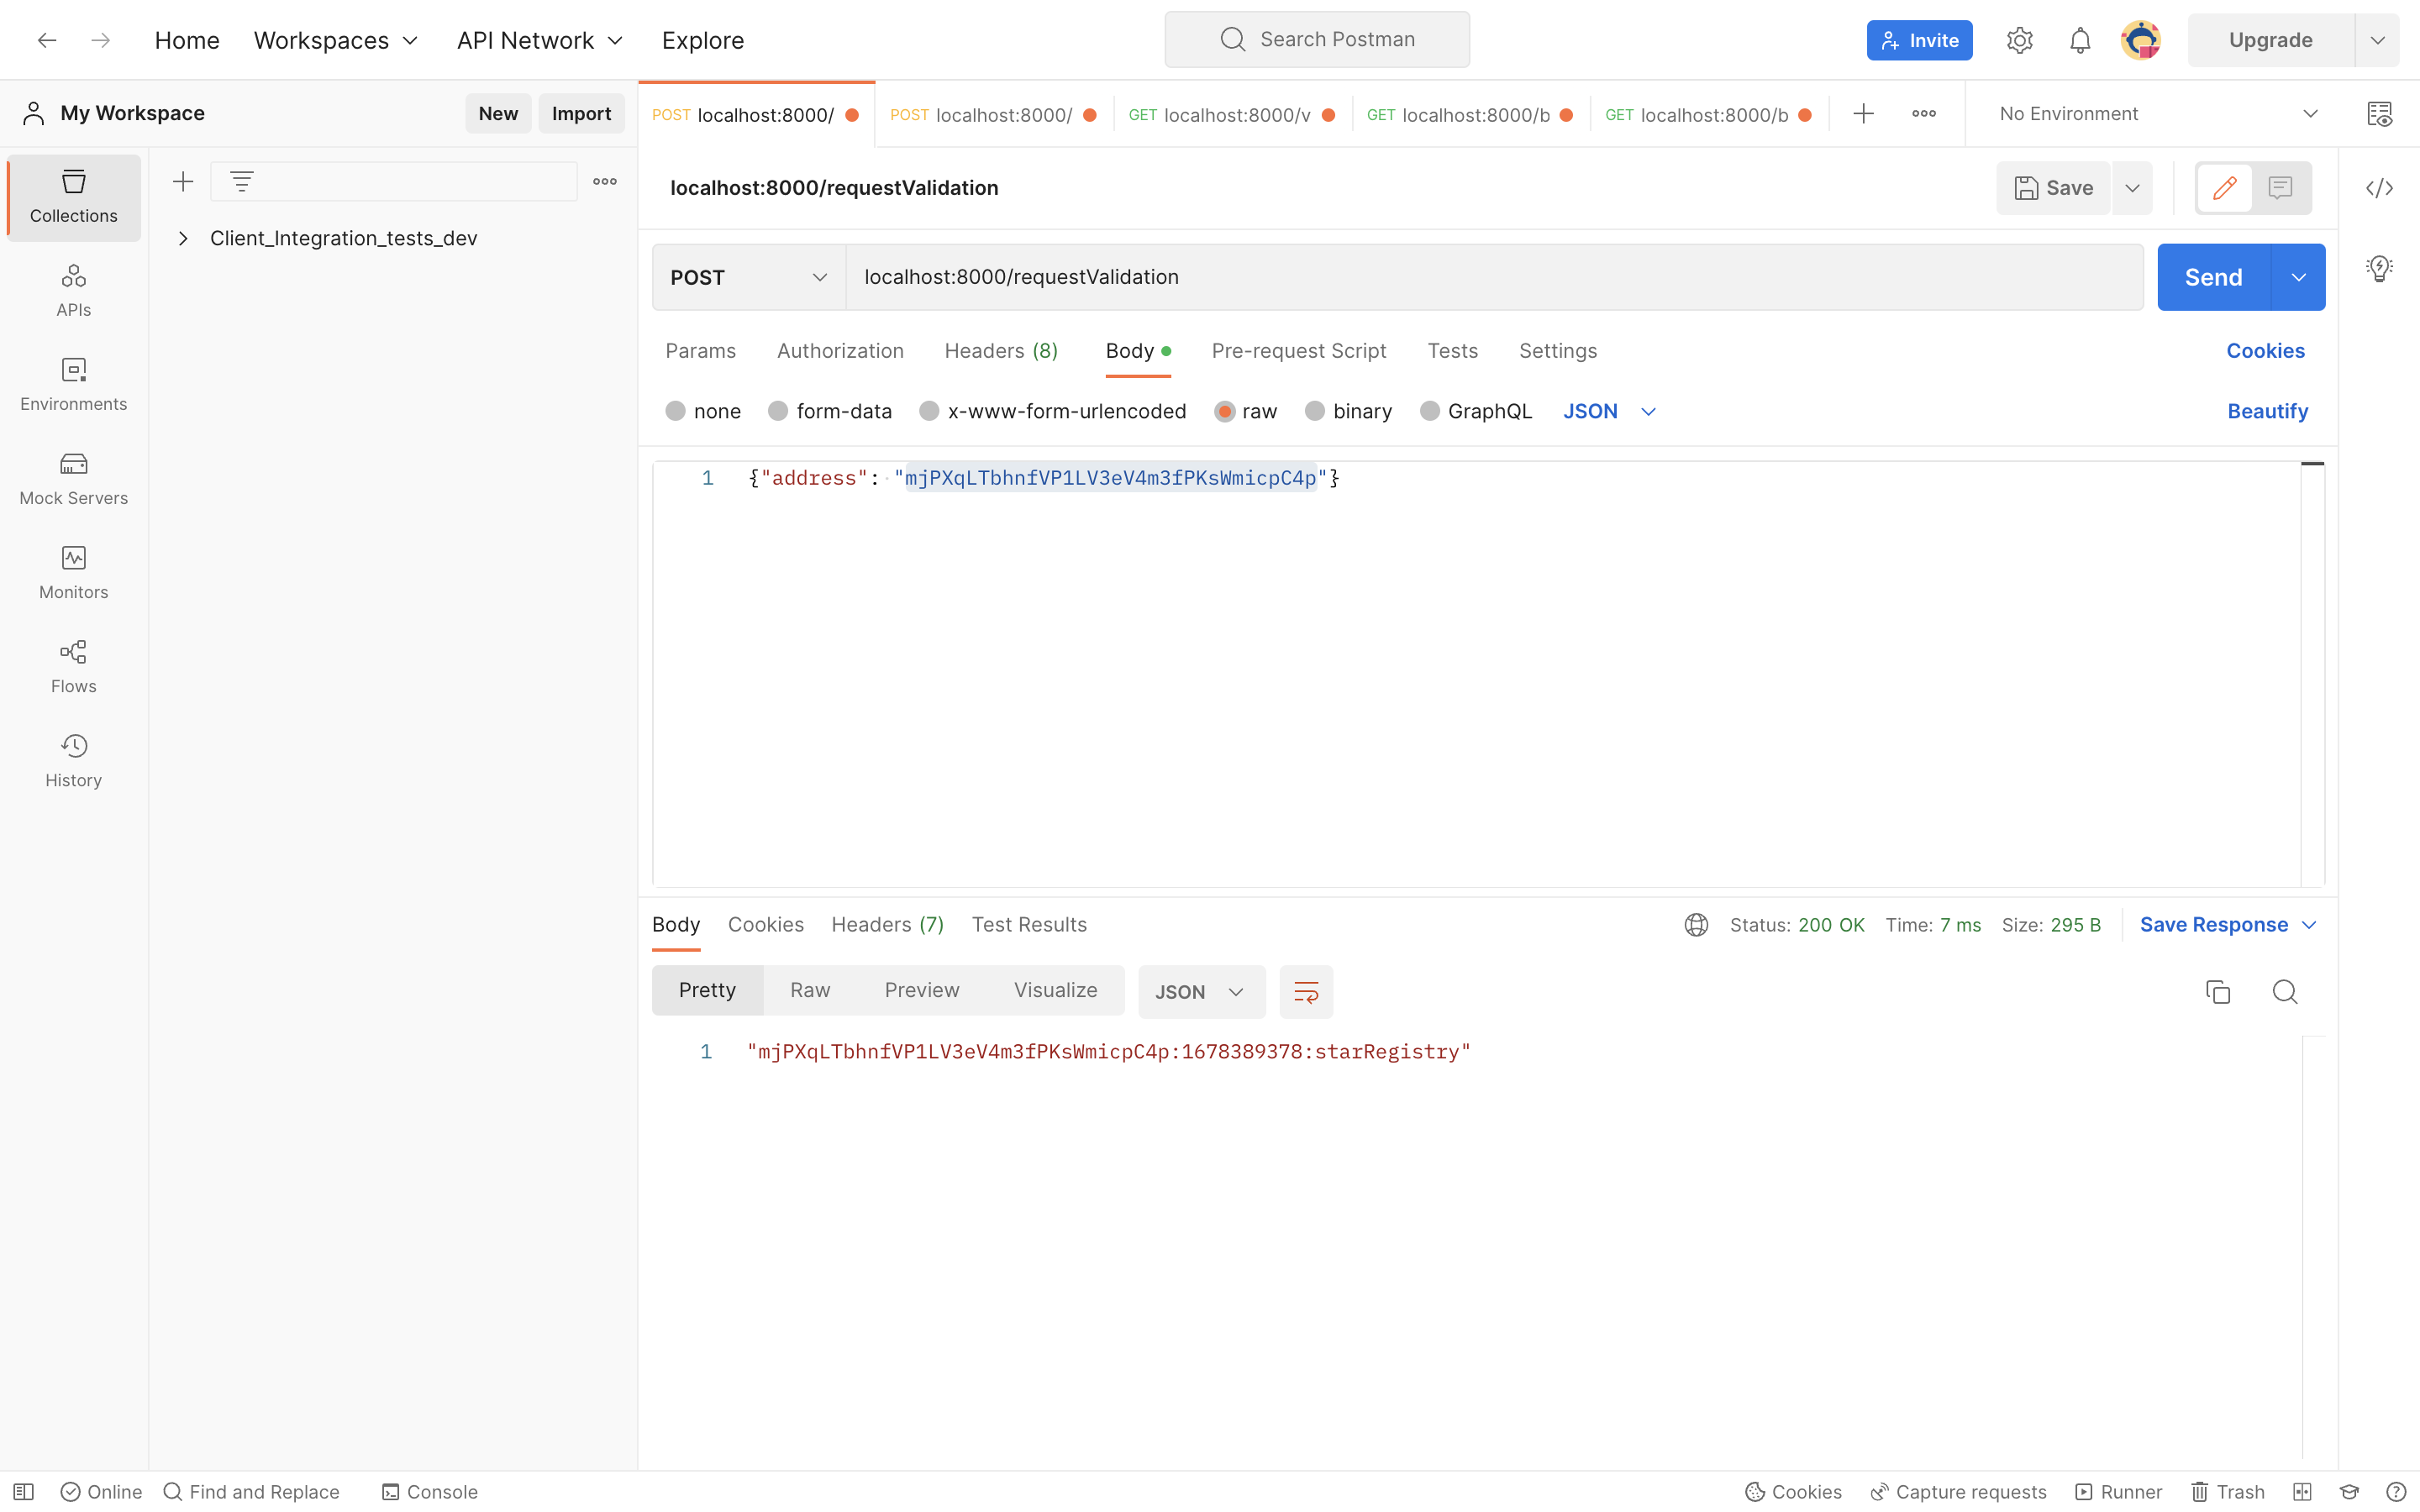 Home Workspaces API Network Explore Search Postman Invite Upgrade
My Workspace New Import POST localhost:8000/ POST localhost:8000/ GET localhost:8000/v GET localhost:8000/b GET localhost:8000/b No Environment
Collections
APIs
Environments
Mock Servers
Monitors
Flows
History
Client_Integration_tests_dev
localhost:8000/requestValidation Save
POST localhost:8000/requestValidation Send
Params Authorization Headers (8) Body Pre-request Script Tests Settings Cookies
none form-data x-www-form-urlencoded raw binary GraphQL JSON Beautify
1 {"address": "mjPXqLTbhnfVP1LV3eV4m3fPKsWmicpC4p"}
Body Cookies Headers (7) Test Results Status: 200 OK Time: 7 ms Size: 295 B Save Response
Pretty Raw Preview Visualize JSON
1 "mjPXqLTbhnfVP1LV3eV4m3fPKsWmicpC4p:1678389378:starRegistry"
Online Find and Replace Console Cookies Capture requests Runner Trash